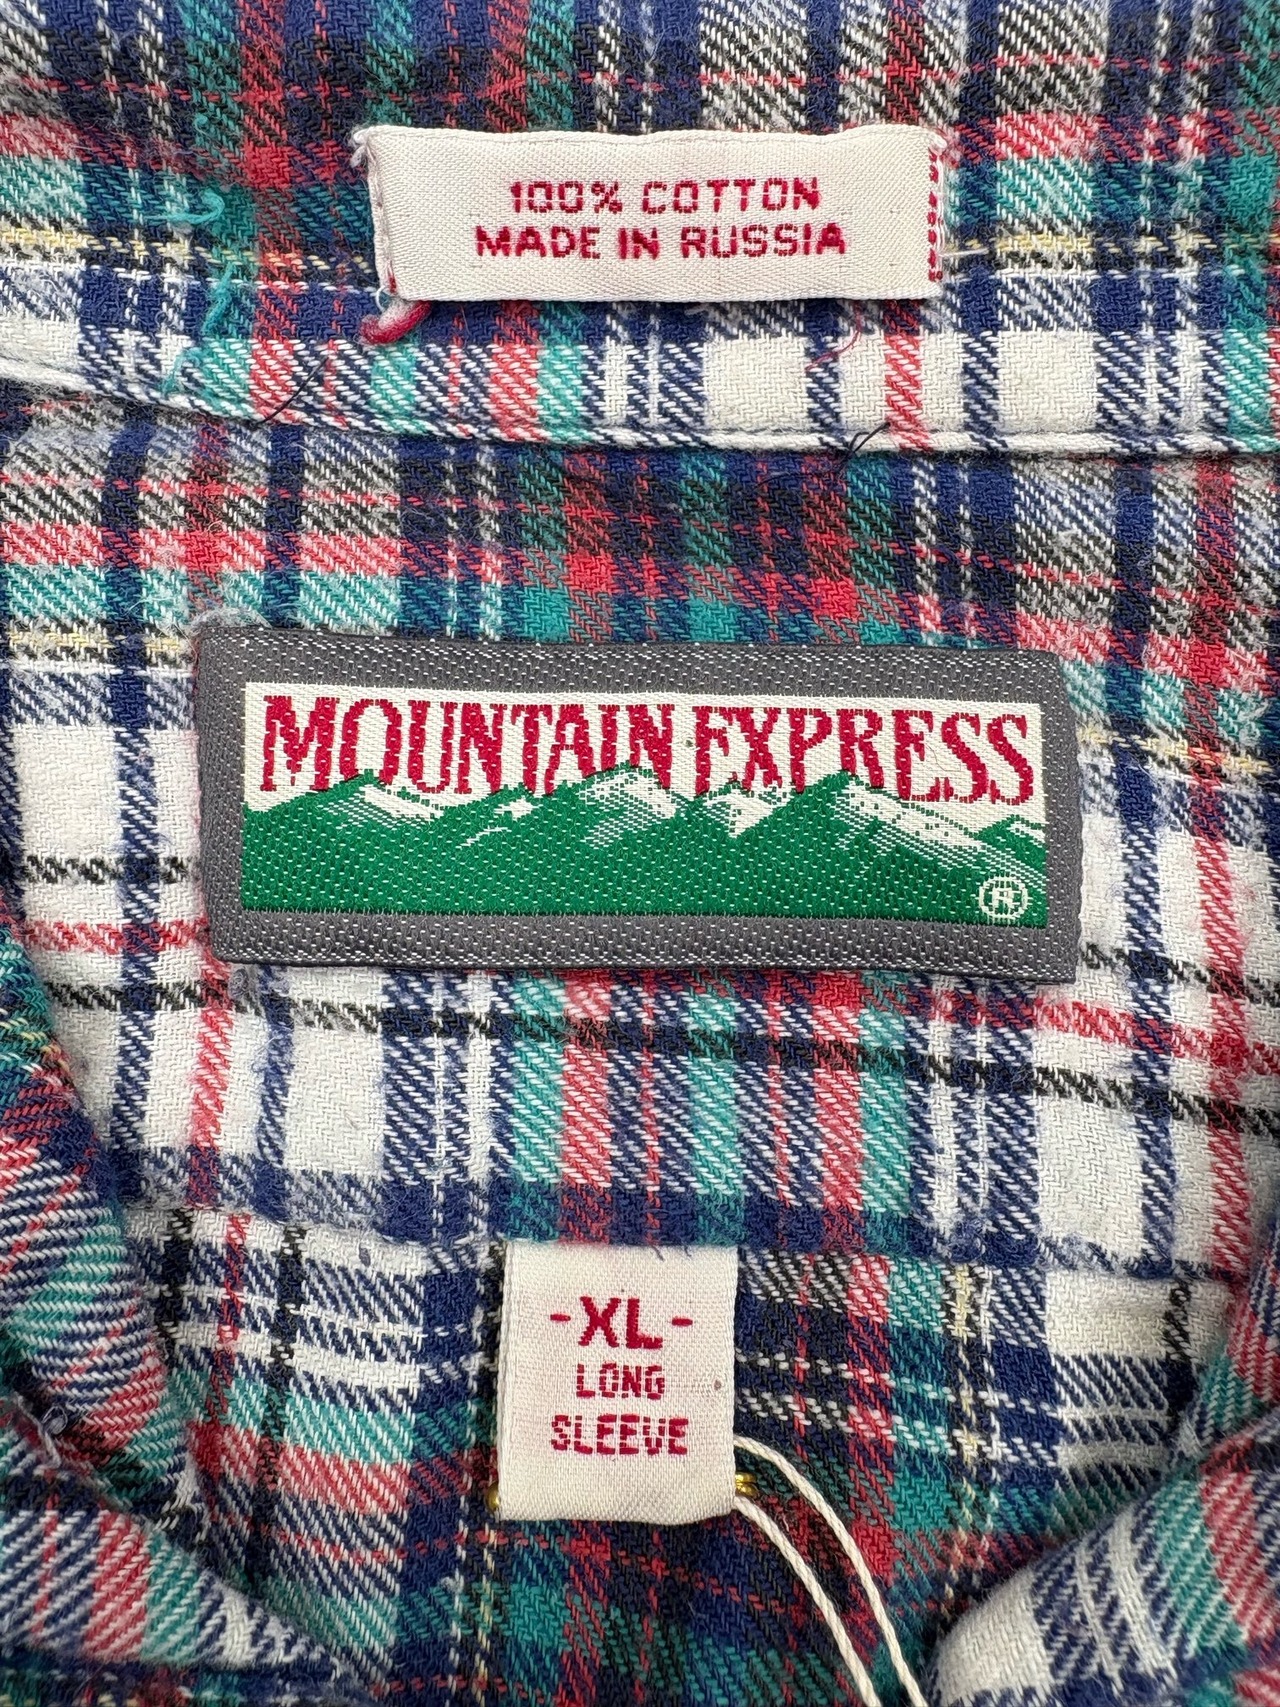 100% COTTON
MADE IN RUSSIA
MOUNTAIN EXPRESS
®
-XL-
LONG
SLEEVE